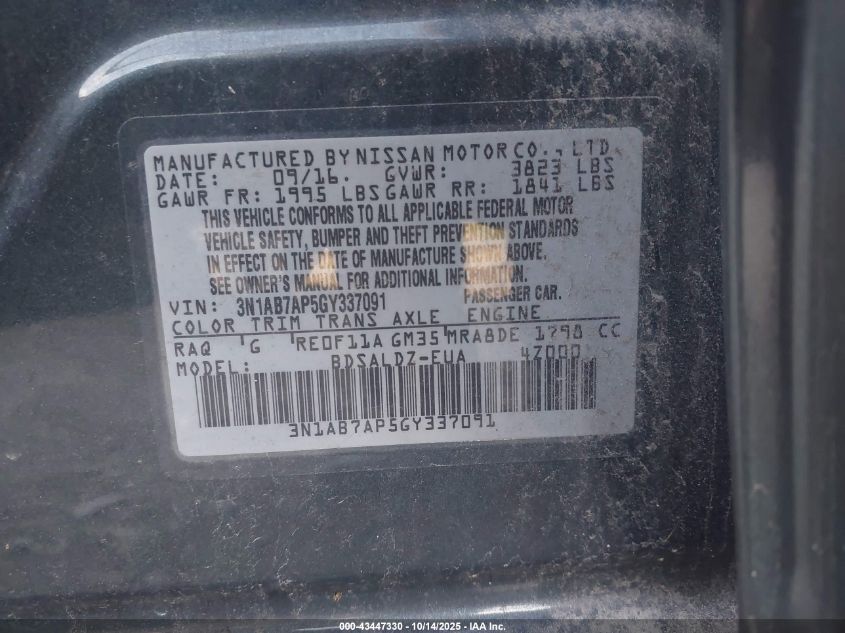 MANUFACTURED BY NISSAN MOTOR CO., LTD.
DATE: 09/16. GVWR: 3823 LBS
GAWR FR: 1995 LBS GAWR RR: 1841 LBS
THIS VEHICLE CONFORMS TO ALL APPLICABLE FEDERAL MOTOR
VEHICLE SAFETY, BUMPER AND THEFT PREVENTION STANDARDS
IN EFFECT ON THE DATE OF MANUFACTURE SHOWN ABOVE.
SEE OWNER'S MANUAL FOR ADDITIONAL INFORMATION.
VIN: 3N1AB7AP5GY337091 PASSENGER CAR.
COLOR TRIM TRANS AXLE ENGINE
RAQ G RE0F11A GM35 MRA8DE 1798 CC
MODEL: BDSALDZ-EUA 4Z000
3N1AB7AP5GY337091
000-43447330 - 10/14/2025 - IAA Inc.